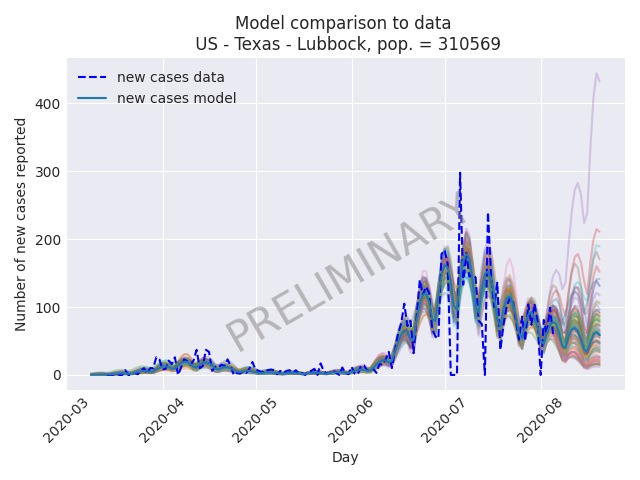 Model comparison to data
US - Texas - Lubbock, pop. = 310569
new cases data
new cases model
Number of new cases reported
400
300
200
100
0
PRELIMINARY
2020-03
2020-04
2020-05
2020-06
2020-07
2020-08
Day